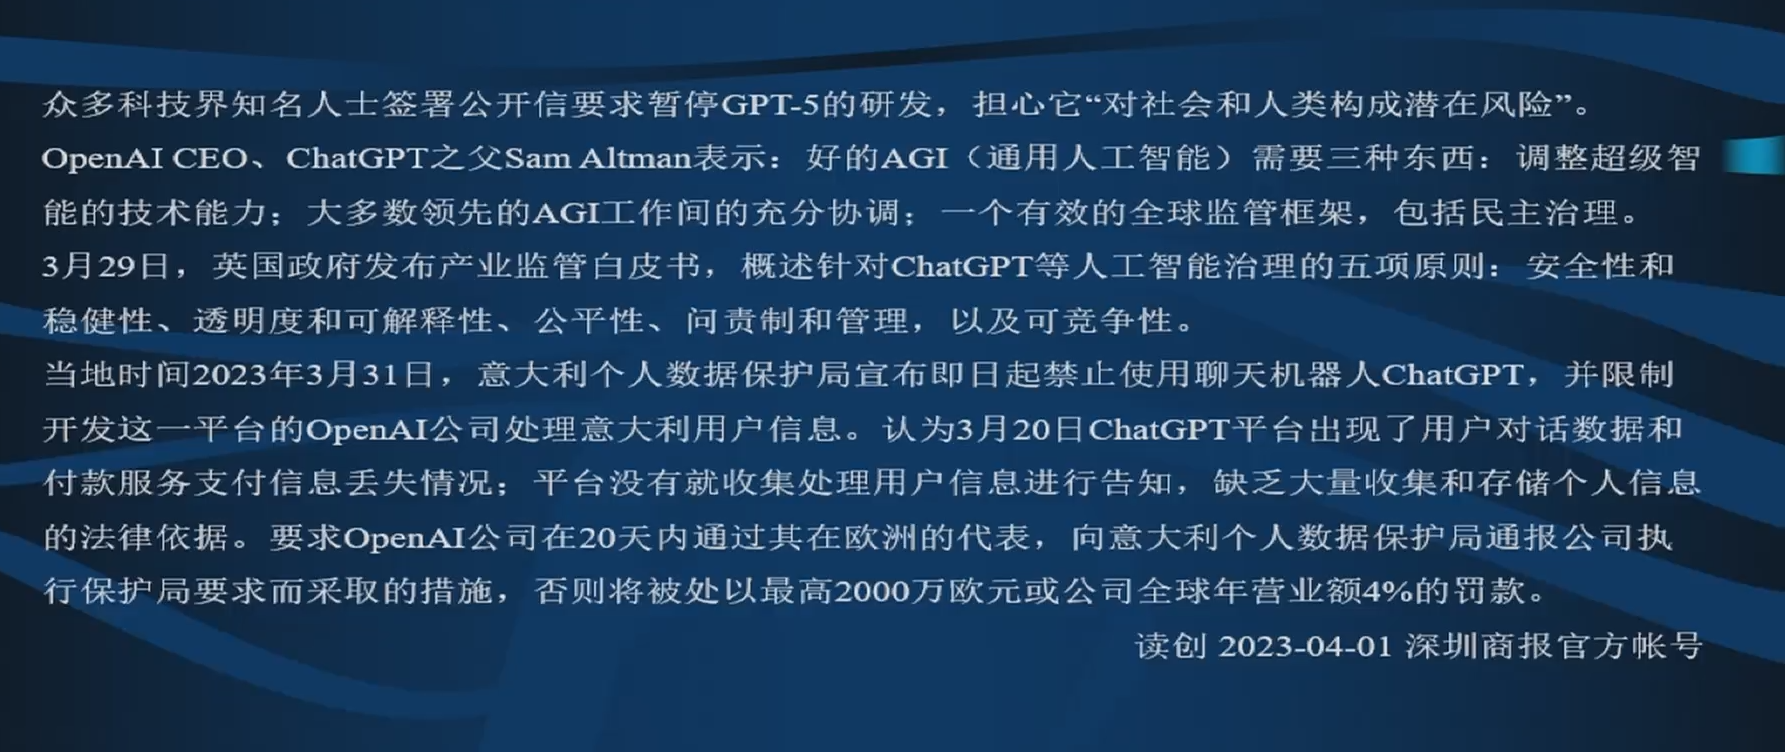 众多科技界知名人士签署公开信要求暂停GPT-5的研发，担心它“对社会和人类构成潜在风险”。
OpenAI CEO、ChatGPT之父Sam Altman表示：好的AGI（通用人工智能）需要三种东西：调整超级智
能的技术能力；大多数领先的AGI工作间的充分协调；一个有效的全球监管框架，包括民主治理。
3月29日，英国政府发布产业监管白皮书，概述针对ChatGPT等人工智能治理的五项原则：安全性和
稳健性、透明度和可解释性、公平性、问责制和管理，以及可竞争性。
当地时间2023年3月31日，意大利个人数据保护局宣布即日起禁止使用聊天机器人ChatGPT，并限制
开发这一平台的OpenAI公司处理意大利用户信息。认为3月20日ChatGPT平台出现了用户对话数据和
付款服务支付信息丢失情况；平台没有就收集处理用户信息进行告知，缺乏大量收集和存储个人信息
的法律依据。要求OpenAI公司在20天内通过其在欧洲的代表，向意大利个人数据保护局通报公司执
行保护局要求而采取的措施，否则将被处以最高2000万欧元或公司全球年营业额4%的罚款。
读创 2023-04-01 深圳商报官方帐号